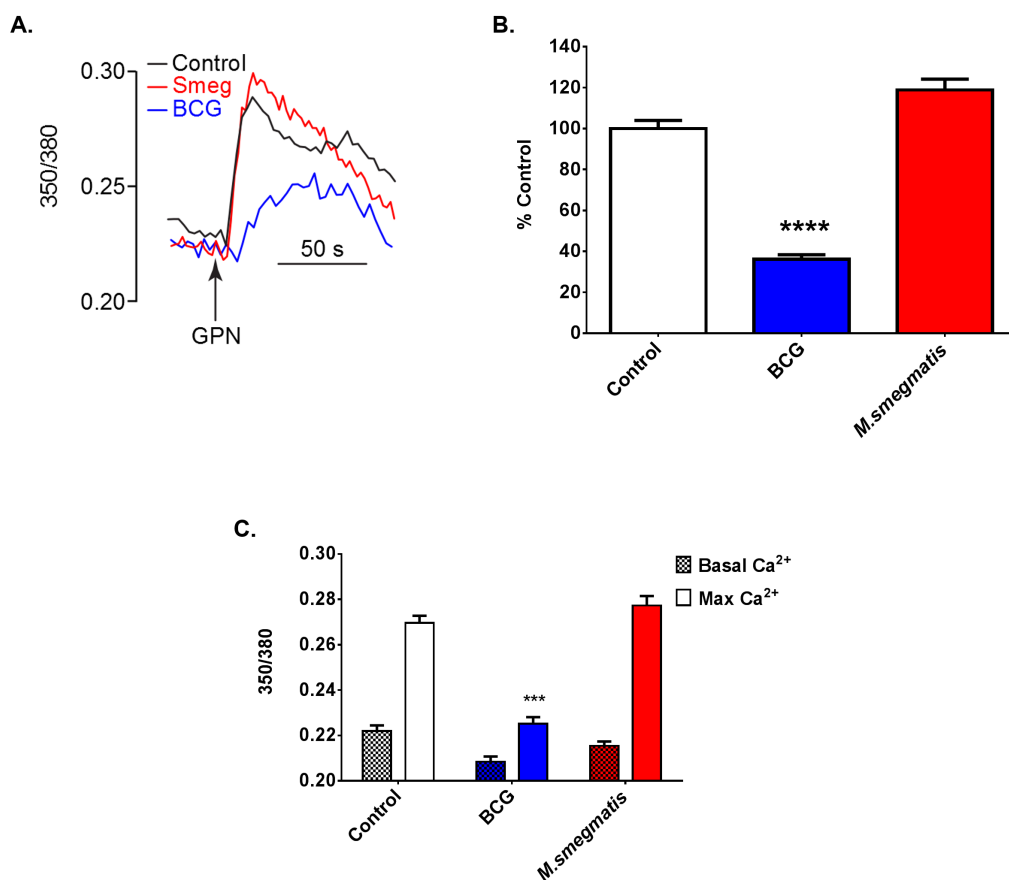 A.
Control
Smeg
BCG
0.30
0.25
0.20
350/380
50 s
GPN
B.
140
120
100
80
60
40
20
0
% Control
****
Control
BCG
M.smegmatis
C.
0.30
0.28
0.26
0.24
0.22
0.20
350/380
Basal Ca²⁺
Max Ca²⁺
***
Control
BCG
M.smegmatis